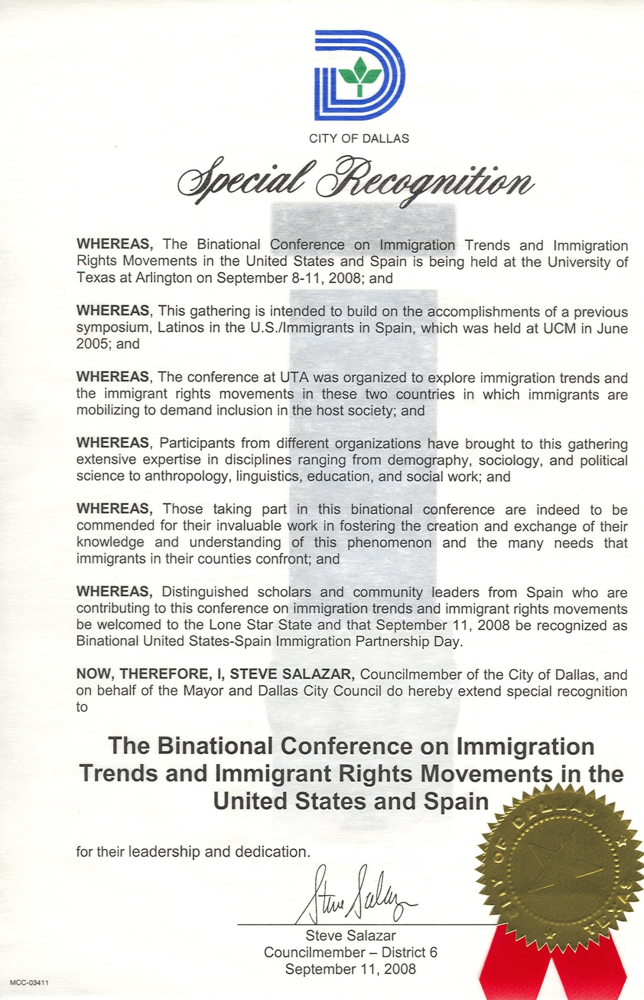 CITY OF DALLAS
Special Recognition
WHEREAS, The Binational Conference on Immigration Trends and Immigration
Rights Movements in the United States and Spain is being held at the University of
Texas at Arlington on September 8-11, 2008; and
WHEREAS, This gathering is intended to build on the accomplishments of a previous
symposium, Latinos in the U.S./Immigrants in Spain, which was held at UCM in June
2005; and
WHEREAS, The conference at UTA was organized to explore immigration trends and
the immigrant rights movements in these two countries in which immigrants are
mobilizing to demand inclusion in the host society; and
WHEREAS, Participants from different organizations have brought to this gathering
extensive expertise in disciplines ranging from demography, sociology, and political
science to anthropology, linguistics, education, and social work; and
WHEREAS, Those taking part in this binational conference are indeed to be
commended for their invaluable work in fostering the creation and exchange of their
knowledge and understanding of this phenomenon and the many needs that
immigrants in their counties confront; and
WHEREAS, Distinguished scholars and community leaders from Spain who are
contributing to this conference on immigration trends and immigrant rights movements
be welcomed to the Lone Star State and that September 11, 2008 be recognized as
Binational United States-Spain Immigration Partnership Day.
NOW, THEREFORE, I, STEVE SALAZAR, Councilmember of the City of Dallas, and
on behalf of the Mayor and Dallas City Council do hereby extend special recognition
to
The Binational Conference on Immigration
Trends and Immigrant Rights Movements in the
United States and Spain
for their leadership and dedication.
Steve Salazar
Steve Salazar
Councilmember – District 6
September 11, 2008
CITY OF DALLAS TEXAS
MCC-03411